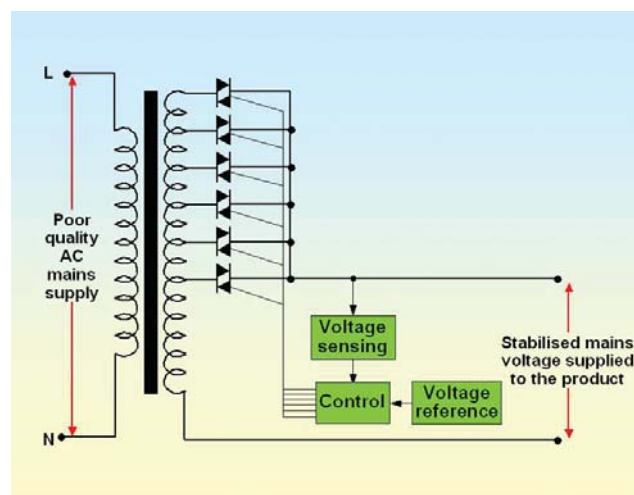 L
Poor
quality
AC
mains
supply
N
Voltage
sensing
Control
Voltage
reference
Stabilised mains
voltage supplied
to the product